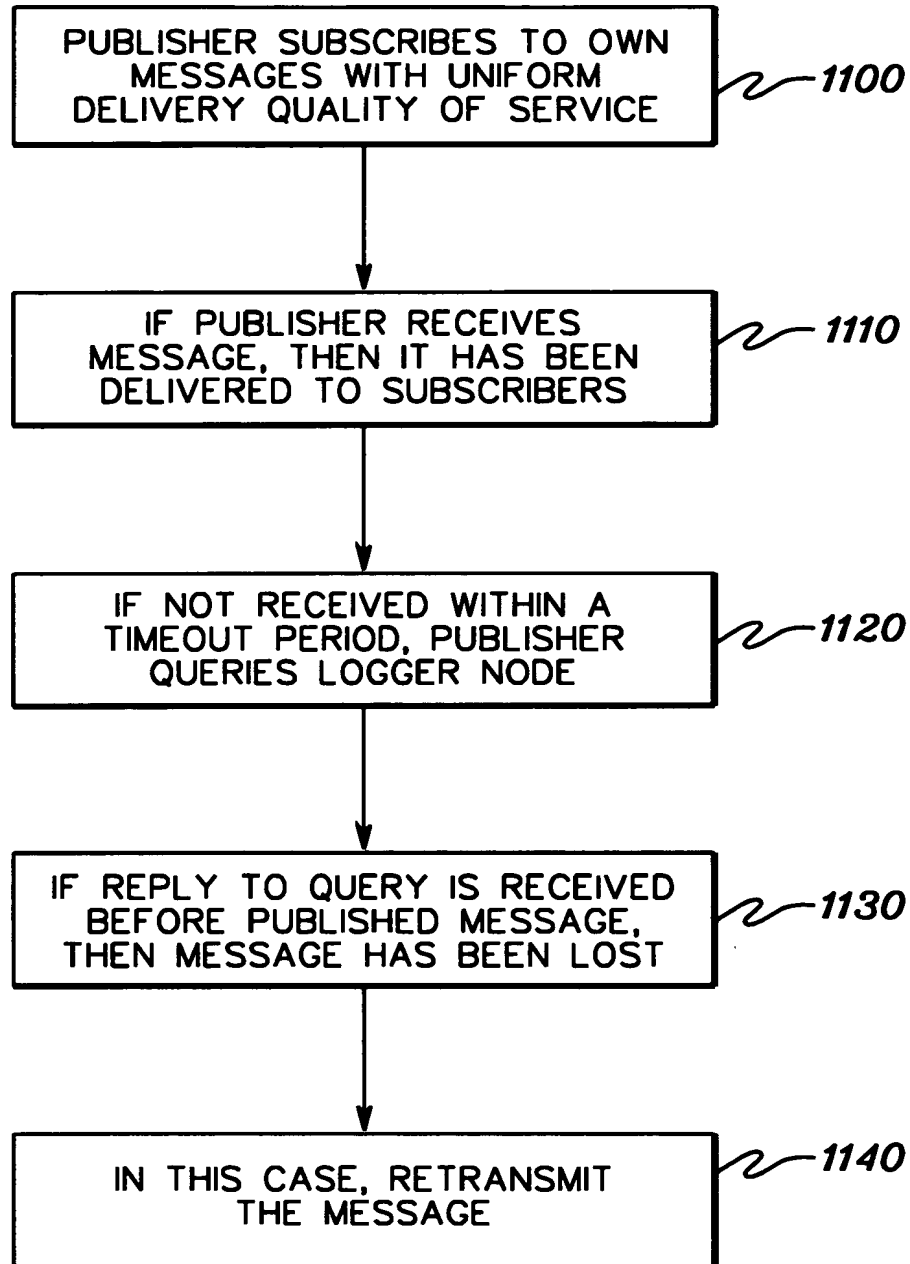 PUBLISHER SUBSCRIBES TO OWN
MESSAGES WITH UNIFORM
DELIVERY QUALITY OF SERVICE
1100
IF PUBLISHER RECEIVES
MESSAGE, THEN IT HAS BEEN
DELIVERED TO SUBSCRIBERS
1110
IF NOT RECEIVED WITHIN A
TIMEOUT PERIOD, PUBLISHER
QUERIES LOGGER NODE
1120
IF REPLY TO QUERY IS RECEIVED
BEFORE PUBLISHED MESSAGE,
THEN MESSAGE HAS BEEN LOST
1130
IN THIS CASE, RETRANSMIT
THE MESSAGE
1140